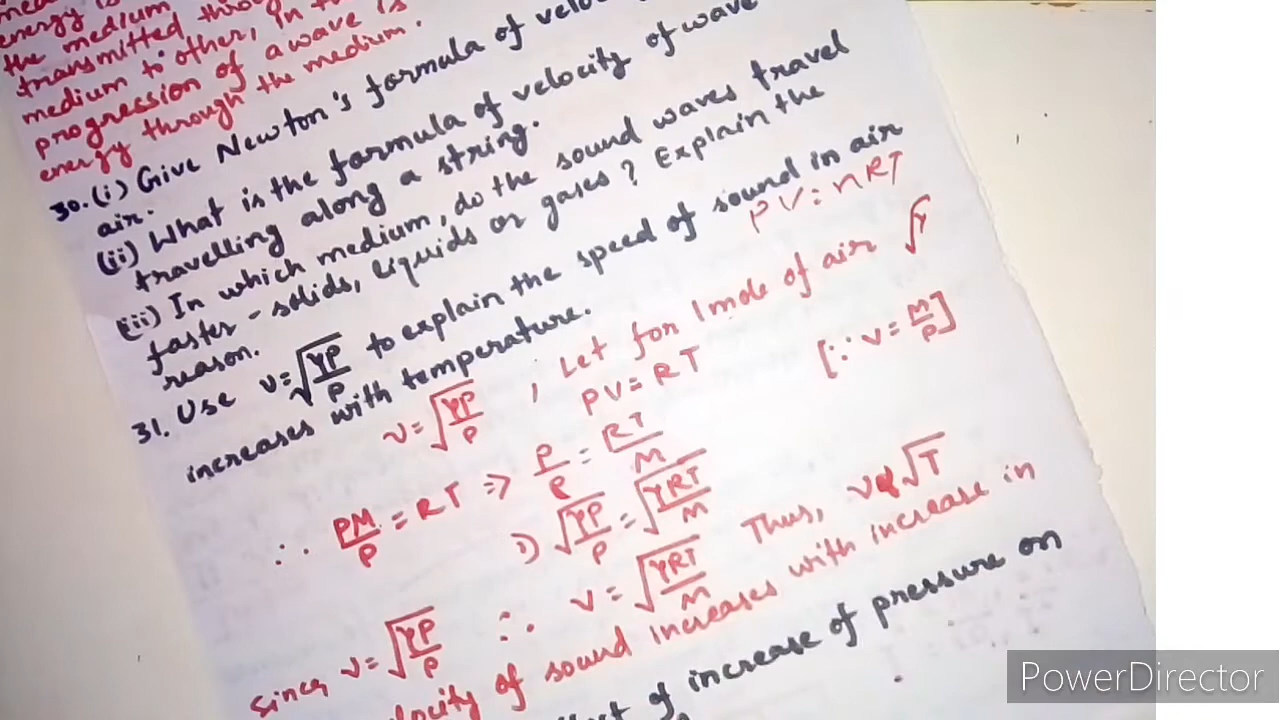 energy is
the medium
transmitted
medium to other, in
progression of a wave is
energy through the medium.
30. (i) Give Newton's formula of
air.
(ii) What is the formula of velocity of wave
travelling along a string.
(iii) In which medium, do the sound waves travel
faster - solids, liquids or gases? Explain the
reason.
31. Use v=√(γP/ρ) to explain the speed of sound in air
increases with temperature.
PV=nRT
v=√(γP/ρ), Let for 1 mole of air √γ
PV=RT
∴ PM/ρ=RT ⇒ P/ρ=RT/M [∵ V=M/ρ]
⇒ √(γP/ρ)=√(γRT/M)
Since, v=√(γP/ρ) ∴ v=√(γRT/M) Thus, v∝√T
of sound increases with increase in
of increase of pressure on
PowerDirector